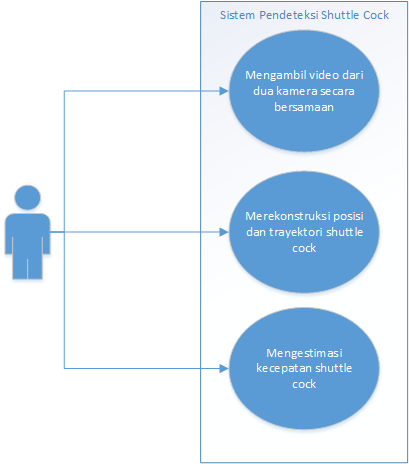 Sistem Pendeteksi Shuttle Cock
Mengambil video dari
dua kamera secara
bersamaan
Merekonstruksi posisi
dan trayektori shuttle
cock
Mengestimasi
kecepatan shuttle
cock